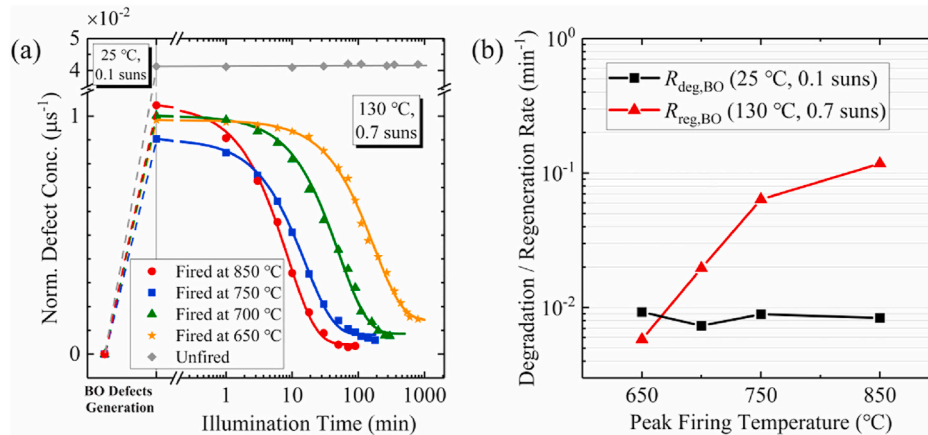 (a)
×10⁻²
5
4
1
0
Norm. Defect Conc. (μs⁻¹)
25 ℃,
0.1 suns
130 ℃,
0.7 suns
Fired at 850 ℃
Fired at 750 ℃
Fired at 700 ℃
Fired at 650 ℃
Unfired
BO Defects
Generation
1 10 100 1000
Illumination Time (min)
(b)
Degradation / Regeneration Rate (min⁻¹)
10⁰
10⁻¹
10⁻²
R_deg,BO (25 ℃, 0.1 suns)
R_reg,BO (130 ℃, 0.7 suns)
650 750 850
Peak Firing Temperature (℃)